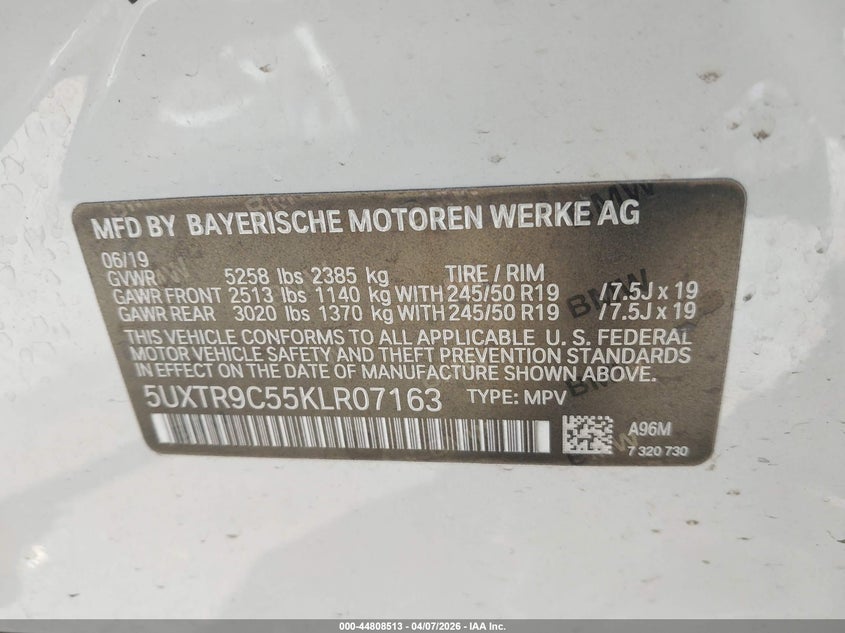 MFD BY BAYERISCHE MOTOREN WERKE AG
06/19
GVWR 5258 lbs 2385 kg TIRE / RIM
GAWR FRONT 2513 lbs 1140 kg WITH 245/50 R19 / 7.5J x 19
GAWR REAR 3020 lbs 1370 kg WITH 245/50 R19 / 7.5J x 19
THIS VEHICLE CONFORMS TO ALL APPLICABLE U. S. FEDERAL
MOTOR VEHICLE SAFETY AND THEFT PREVENTION STANDARDS
IN EFFECT ON THE DATE OF MANUFACTURE SHOWN ABOVE.
5UXTR9C55KLR07163 TYPE: MPV
A96M
7 320 730
000-44808513 - 04/07/2026 - IAA Inc.